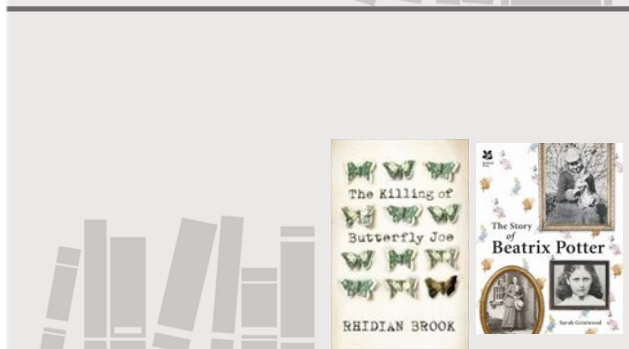 The Killing of
Butterfly Joe
RHIDIAN BROOK
The Story
of
Beatrix Potter
Sarah Gristwood